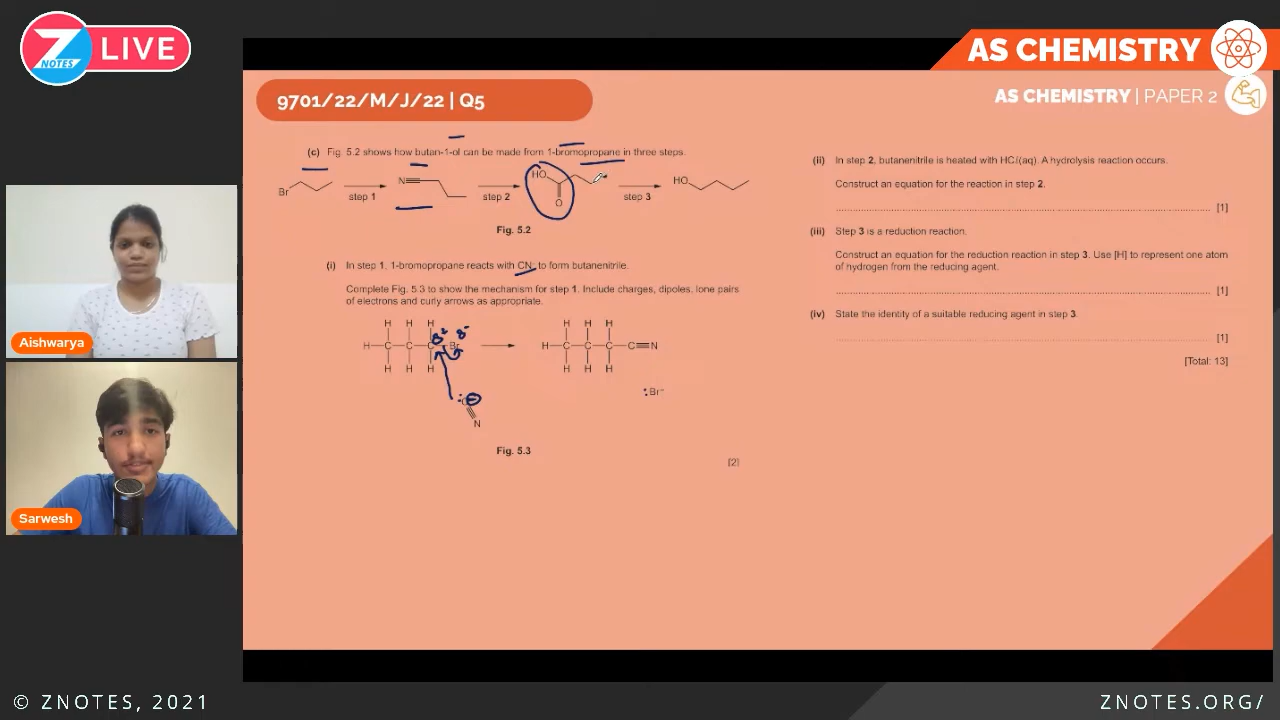 Z NOTES LIVE
AS CHEMISTRY
9701/22/M/J/22 | Q5
AS CHEMISTRY | PAPER 2
(c) Fig. 5.2 shows how butan-1-ol can be made from 1-bromopropane in three steps.
Br
step 1
N
step 2
HO
O
step 3
HO
Fig. 5.2
(i) In step 1, 1-bromopropane reacts with CN⁻ to form butanenitrile.
Complete Fig. 5.3 to show the mechanism for step 1. Include charges, dipoles, lone pairs
of electrons and curly arrows as appropriate.
H H H δ+ δ-
H C C C Br
H H H
:C ⊖
N
H H H
H C C C C≡N
H H H
:Br⁻
Fig. 5.3
[2]
(ii) In step 2, butanenitrile is heated with HCl(aq). A hydrolysis reaction occurs.
Construct an equation for the reaction in step 2.
[1]
(iii) Step 3 is a reduction reaction.
Construct an equation for the reduction reaction in step 3. Use [H] to represent one atom
of hydrogen from the reducing agent.
[1]
(iv) State the identity of a suitable reducing agent in step 3.
[1]
[Total: 13]
Aishwarya
Sarwesh
© ZNOTES, 2021
ZNOTES.ORG/